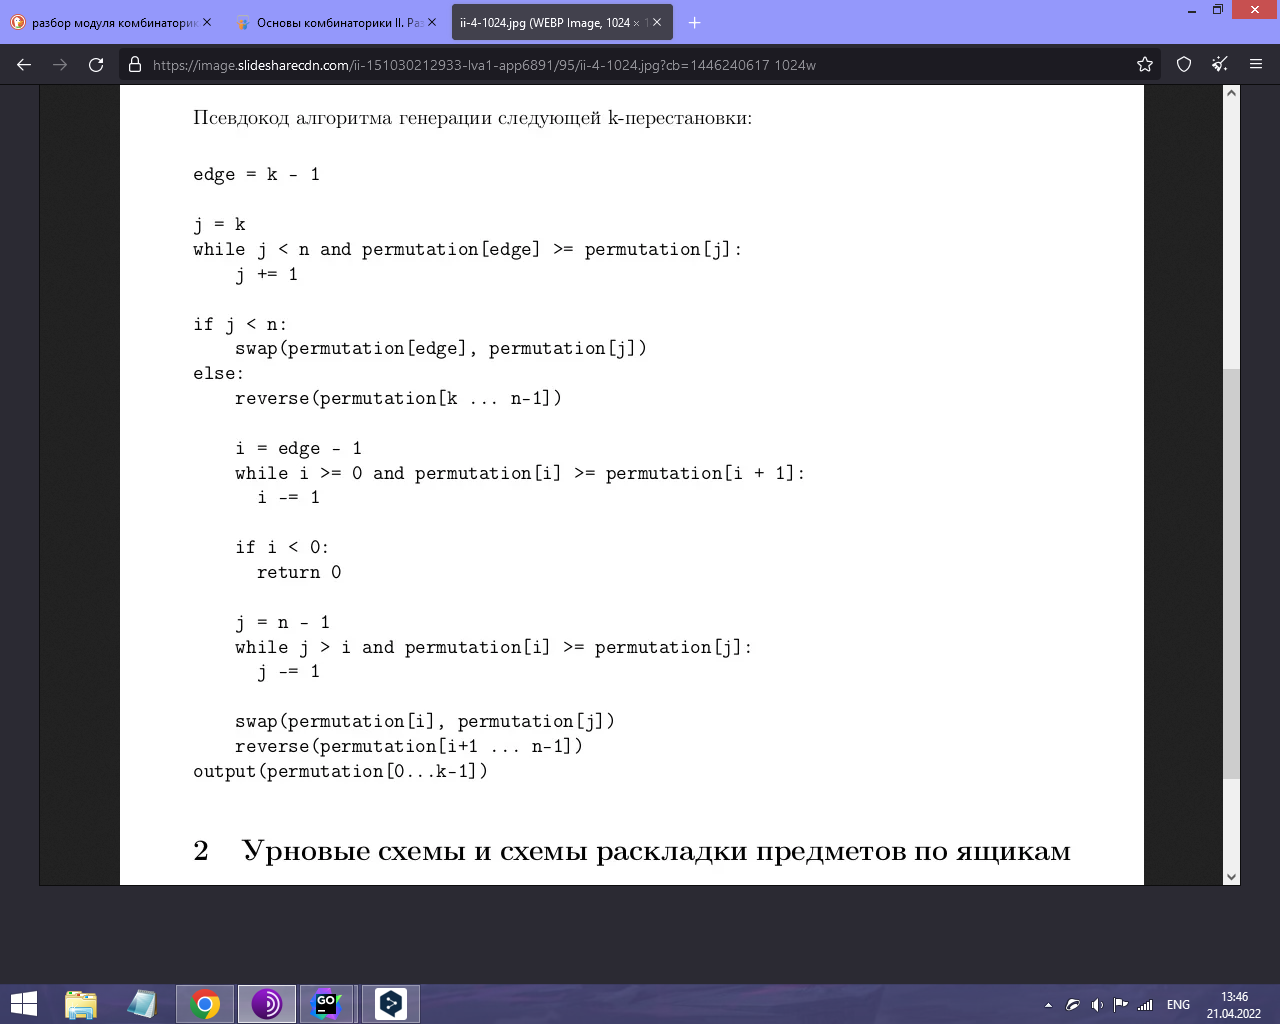 разбор модуля комбинаторик
Основы комбинаторики II. Раз
ii-4-1024.jpg (WEBP Image, 1024 × 1
https://image.slidesharecdn.com/ii-151030212933-lva1-app6891/95/ii-4-1024.jpg?cb=1446240617 1024w
Псевдокод алгоритма генерации следующей k-перестановки:
edge = k - 1
j = k
while j < n and permutation[edge] >= permutation[j]:
j += 1
if j < n:
swap(permutation[edge], permutation[j])
else:
reverse(permutation[k ... n-1])
i = edge - 1
while i >= 0 and permutation[i] >= permutation[i + 1]:
i -= 1
if i < 0:
return 0
j = n - 1
while j > i and permutation[i] >= permutation[j]:
j -= 1
swap(permutation[i], permutation[j])
reverse(permutation[i+1 ... n-1])
output(permutation[0...k-1])
2 Урновые схемы и схемы раскладки предметов по ящикам
GO
ENG
13:46
21.04.2022